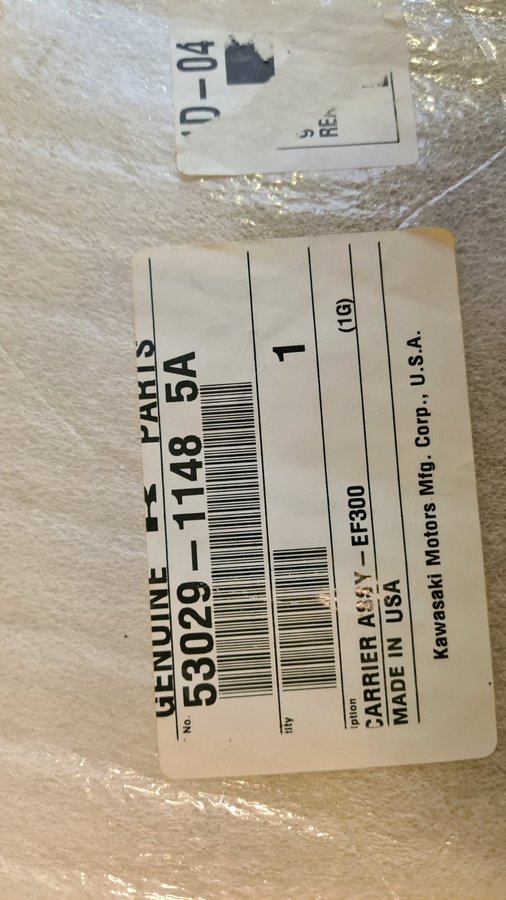 D-04
9
GENUINE K PARTS
No. 53029-1148 5A
tity 1
iption (1G)
CARRIER ASSY-EF300
MADE IN USA
Kawasaki Motors Mfg. Corp., U.S.A.